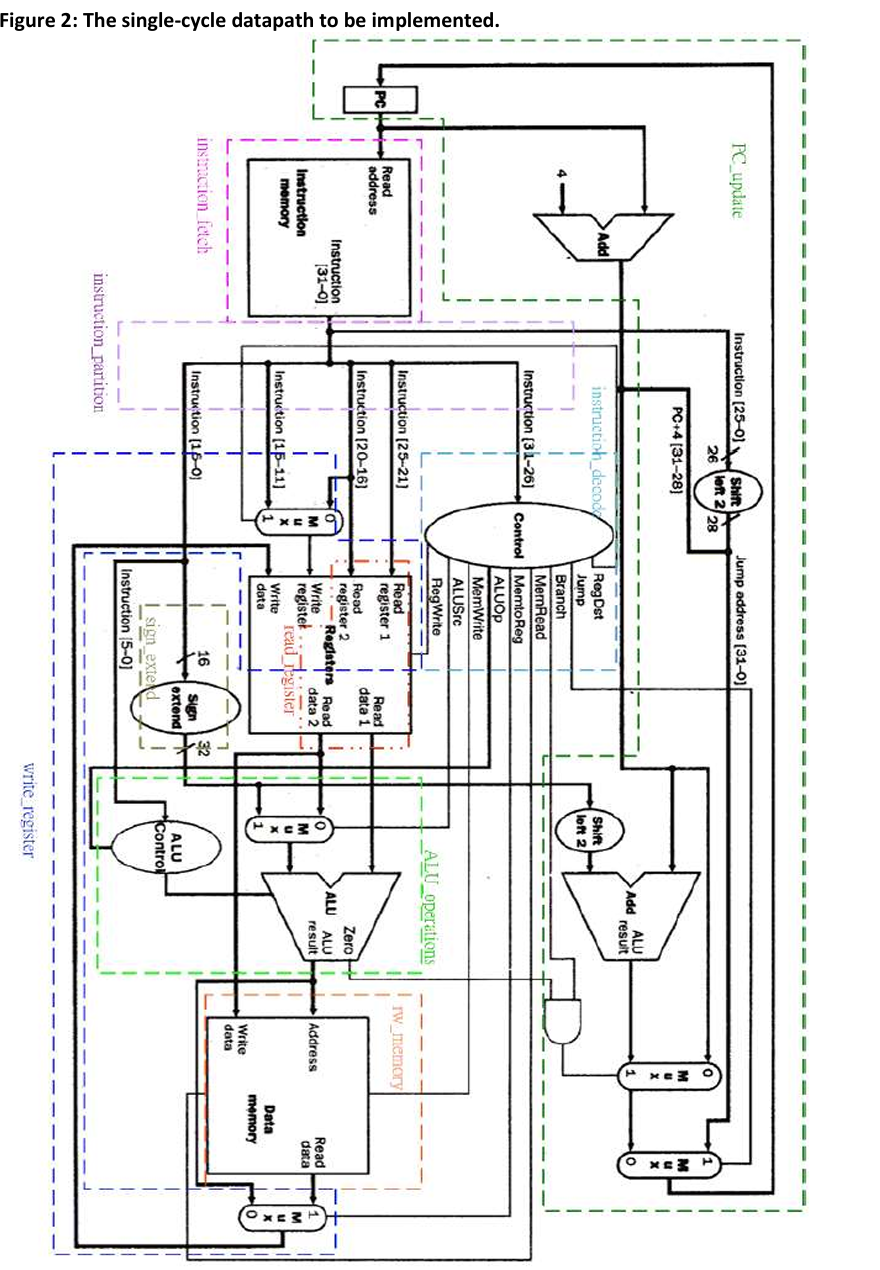 Figure 2: The single-cycle datapath to be implemented.
PC_update
PC
4
Add
Read
address
Instruction
[31–0]
Instruction
memory
instruction_fetch
instruction_partition
Instruction [25–0]
26
Shift
left 2
28
Jump address [31–0]
PC+4 [31–28]
instruction_decode
Instruction [31–26]
Instruction [25–21]
Instruction [20–16]
Instruction [15–11]
Instruction [15–0]
Instruction [5–0]
Control
RegDst
Jump
Branch
MemRead
MemtoReg
ALUOp
MemWrite
ALUSrc
RegWrite
0
M
u
x
1
Read
register 1
Read
register 2
Write
register
Write
data
Registers
Read
data 1
Read
data 2
read_register
16
Sign
extend
32
sign_extend
write_register
0
M
u
x
1
ALU
Control
ALU
Zero
ALU
result
ALU_operations
Shift
left 2
Add
ALU
result
0
M
u
x
1
1
M
u
x
0
rw_memory
Address
Write
data
Data
memory
Read
data
1
M
u
x
0